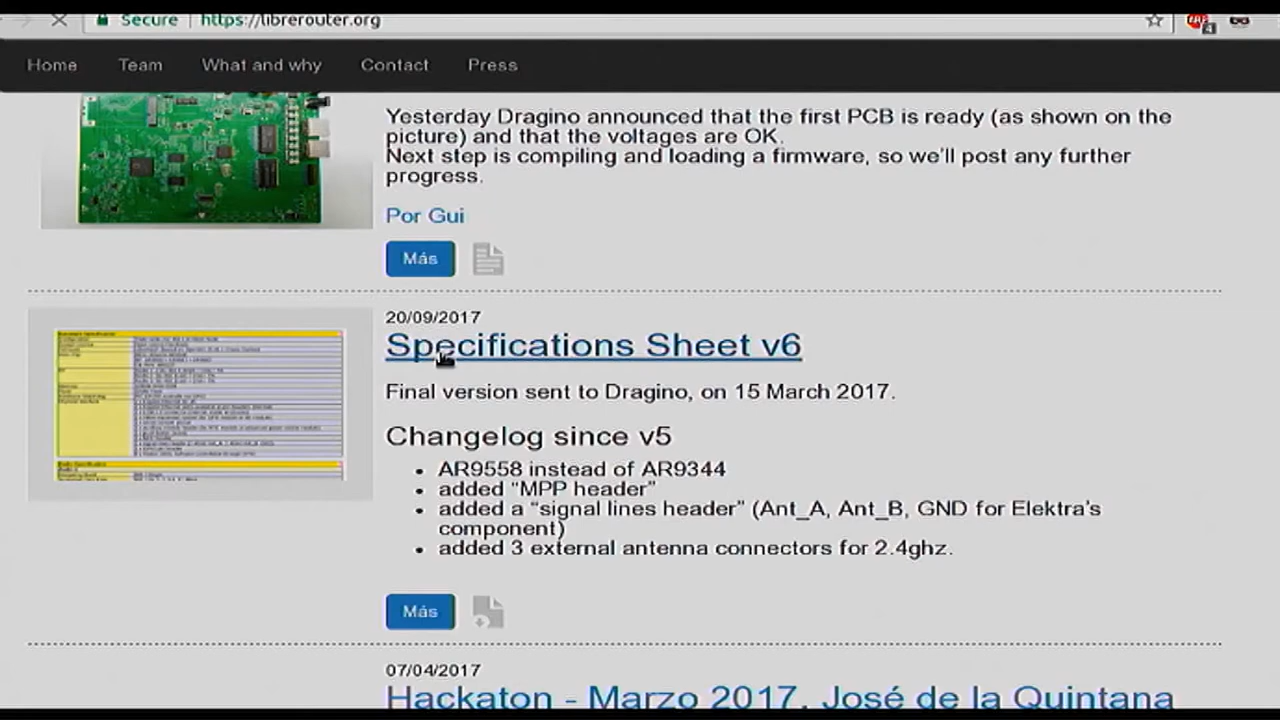 Secure https://librerouter.org
4
Home Team What and why Contact Press
Yesterday Dragino announced that the first PCB is ready (as shown on the
picture) and that the voltages are OK.
Next step is compiling and loading a firmware, so we'll post any further
progress.
Por Gui
Más
20/09/2017
Specifications Sheet v6
Final version sent to Dragino, on 15 March 2017.
Changelog since v5
AR9558 instead of AR9344
added “MPP header”
added a “signal lines header” (Ant_A, Ant_B, GND for Elektra’s
component)
added 3 external antenna connectors for 2.4ghz.
Más
07/04/2017
Hackaton - Marzo 2017. José de la Quintana